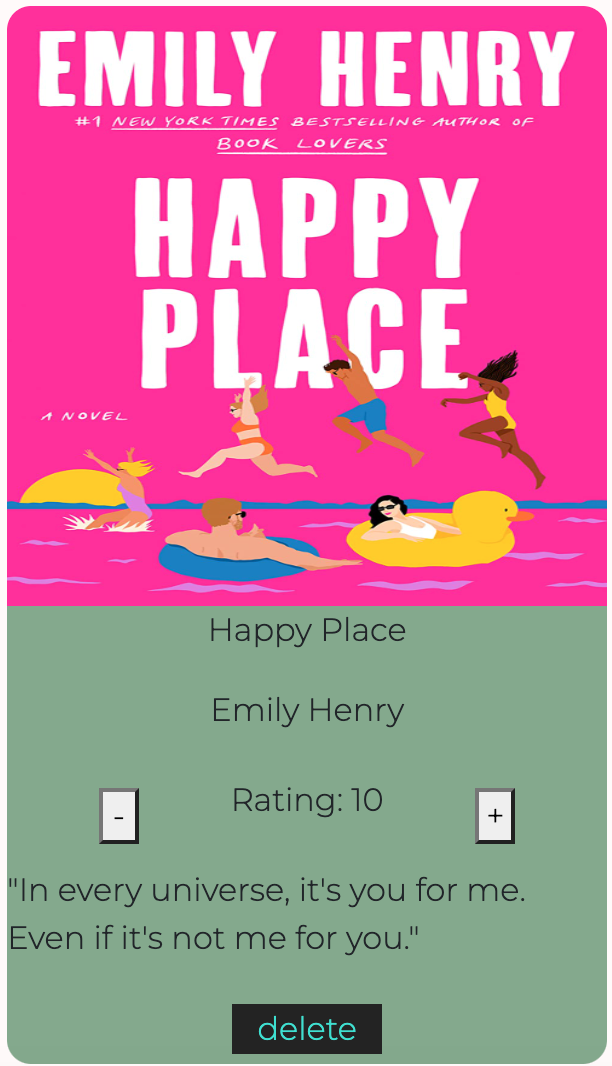 EMILY HENRY
#1 NEW YORK TIMES BESTSELLING AUTHOR OF
BOOK LOVERS
HAPPY
PLACE
A NOVEL
Happy Place
Emily Henry
- Rating: 10 +
"In every universe, it's you for me.
Even if it's not me for you."
delete